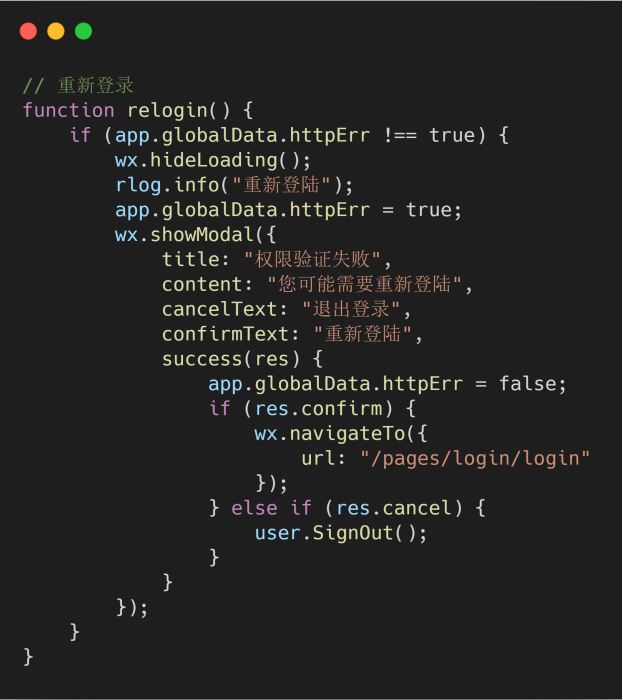 // 重新登录
function relogin() {
    if (app.globalData.httpErr !== true) {
        wx.hideLoading();
        rlog.info("重新登陆");
        app.globalData.httpErr = true;
        wx.showModal({
            title: "权限验证失败",
            content: "您可能需要重新登陆",
            cancelText: "退出登录",
            confirmText: "重新登陆",
            success(res) {
                app.globalData.httpErr = false;
                if (res.confirm) {
                    wx.navigateTo({
                        url: "/pages/login/login"
                    });
                } else if (res.cancel) {
                    user.SignOut();
                }
            }
        });
    }
}